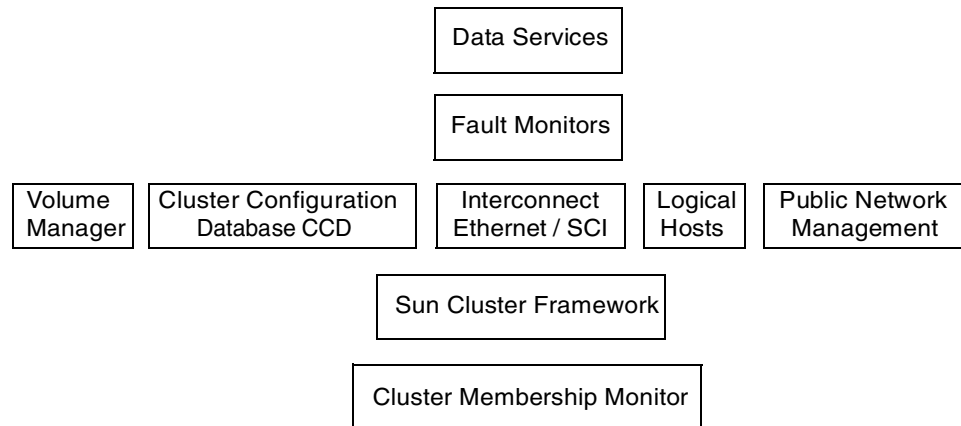 Data Services
Fault Monitors
Volume
Manager
Cluster Configuration
Database CCD
Interconnect
Ethernet / SCI
Logical
Hosts
Public Network
Management
Sun Cluster Framework
Cluster Membership Monitor